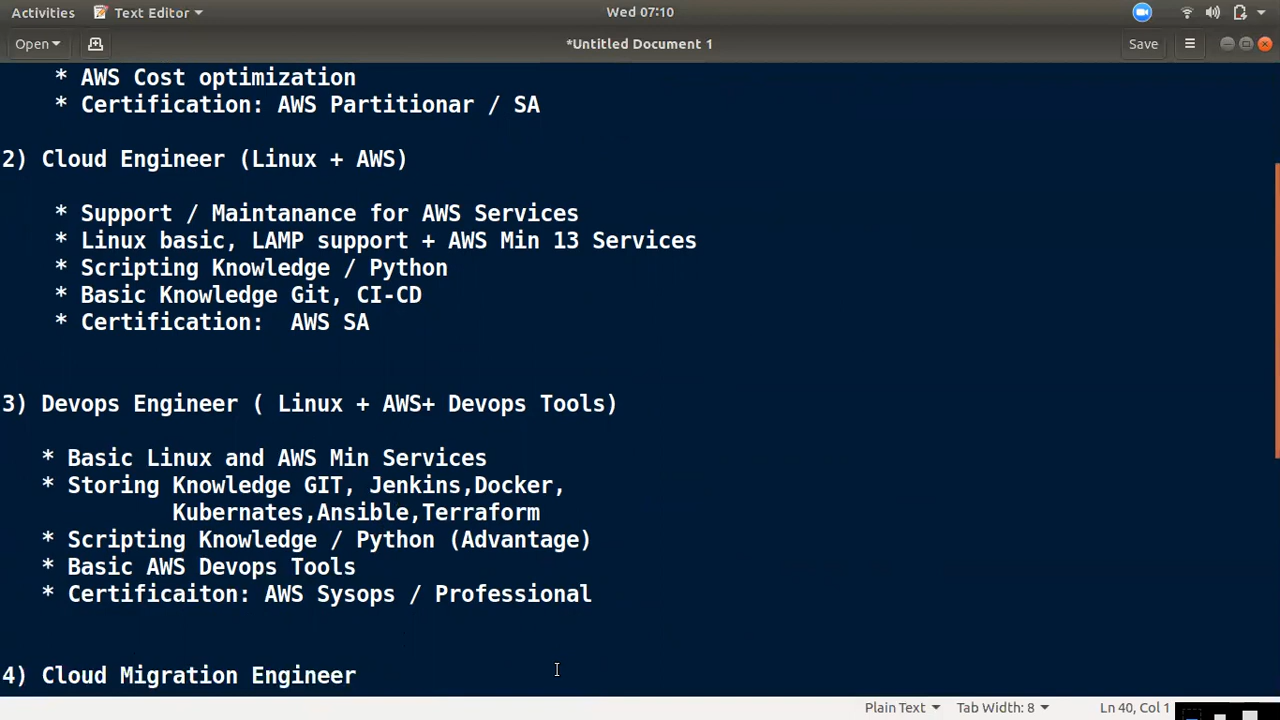 Activities Text Editor Wed 07:10
Open *Untitled Document 1 Save
* AWS Cost optimization
* Certification: AWS Partitionar / SA
2) Cloud Engineer (Linux + AWS)
* Support / Maintanance for AWS Services
* Linux basic, LAMP support + AWS Min 13 Services
* Scripting Knowledge / Python
* Basic Knowledge Git, CI-CD
* Certification:  AWS SA
3) Devops Engineer ( Linux + AWS+ Devops Tools)
* Basic Linux and AWS Min Services
* Storing Knowledge GIT, Jenkins,Docker,
Kubernates,Ansible,Terraform
* Scripting Knowledge / Python (Advantage)
* Basic AWS Devops Tools
* Certificaiton: AWS Sysops / Professional
4) Cloud Migration Engineer
Plain Text Tab Width: 8 Ln 40, Col 1